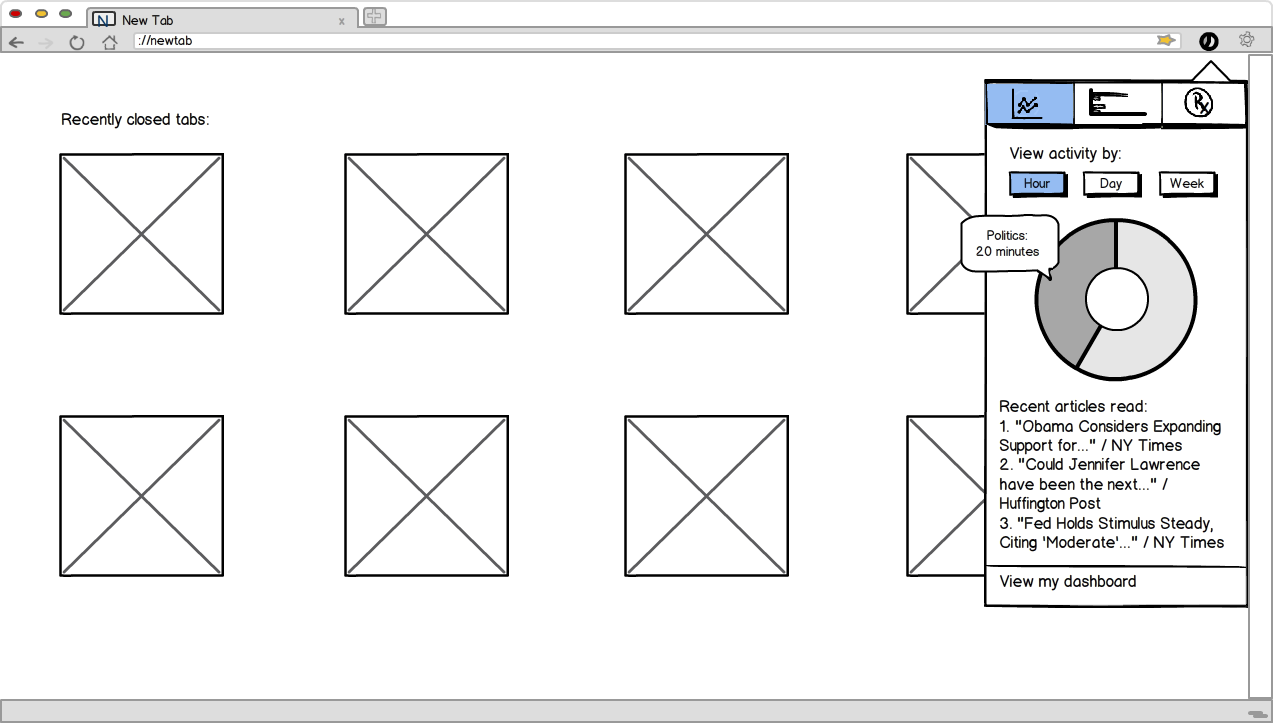 N New Tab x
://newtab
Recently closed tabs:
Rx
View activity by:
Hour Day Week
Politics:
20 minutes
Recent articles read:
1. "Obama Considers Expanding
Support for..." / NY Times
2. "Could Jennifer Lawrence
have been the next..." /
Huffington Post
3. "Fed Holds Stimulus Steady,
Citing 'Moderate'..." / NY Times
View my dashboard